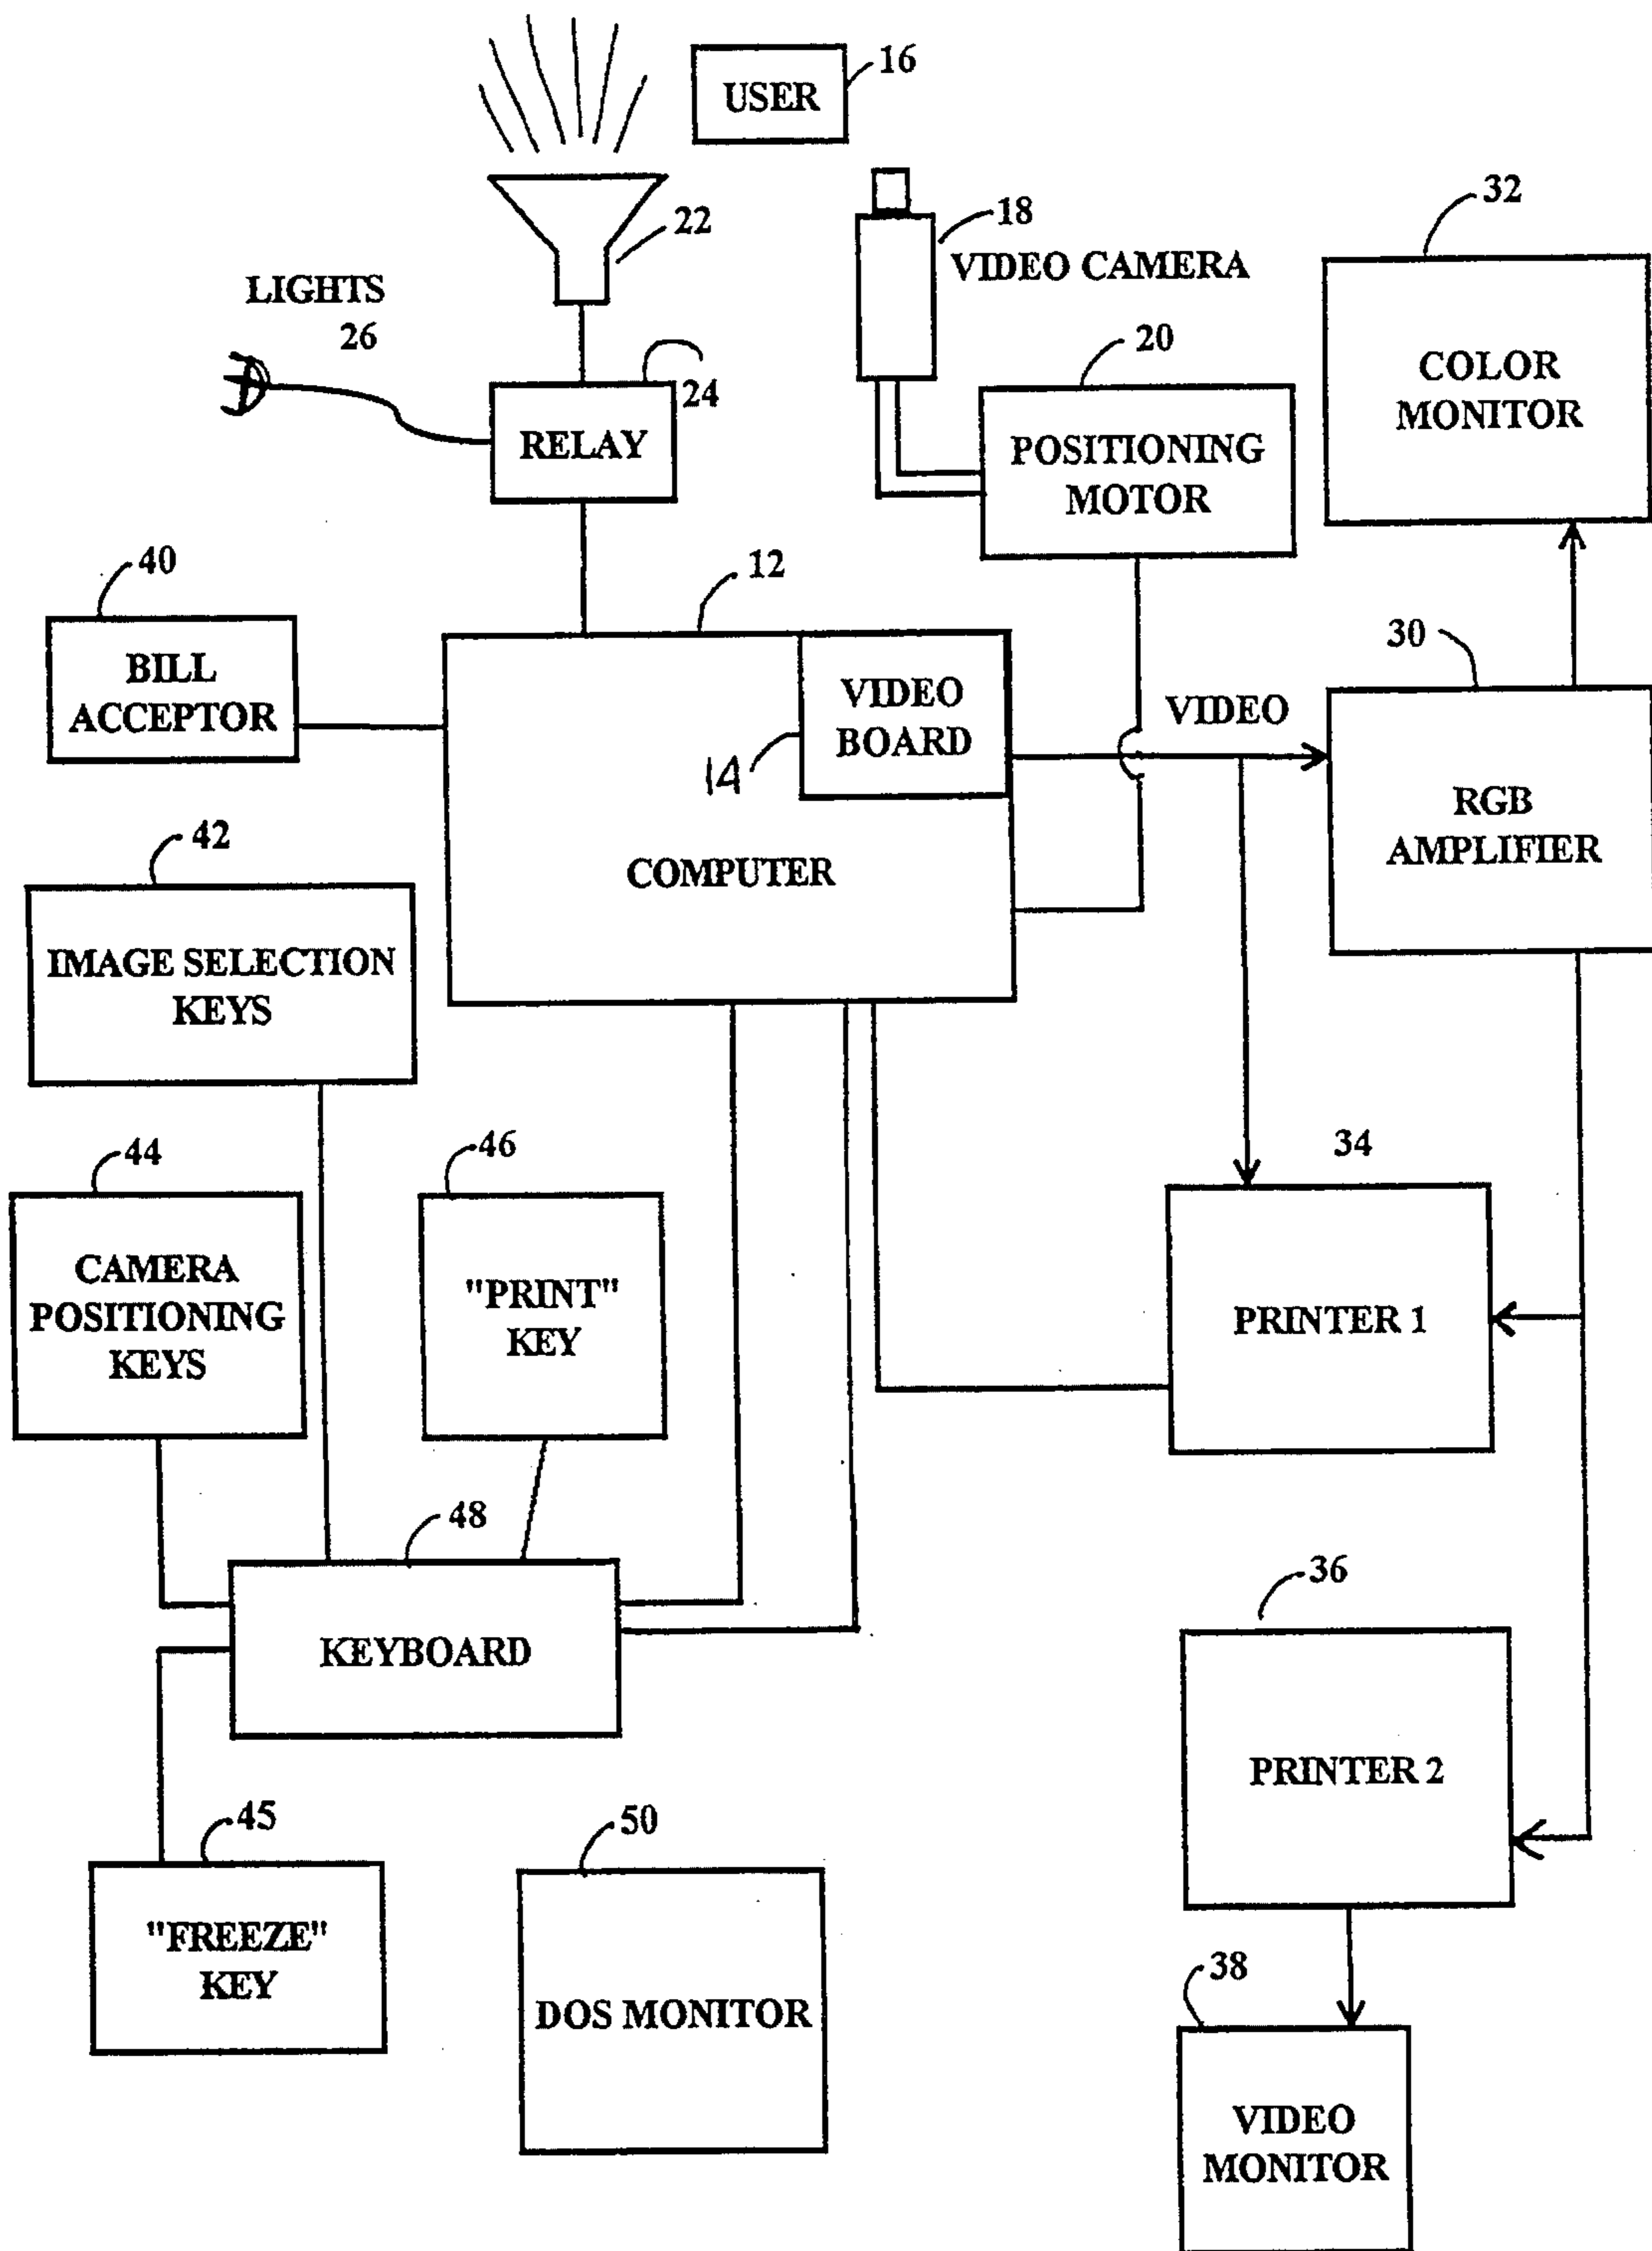 16
USER
18
VIDEO CAMERA
22
LIGHTS
26
24
RELAY
20
POSITIONING
MOTOR
32
COLOR
MONITOR
40
BILL
ACCEPTOR
12
VIDEO
BOARD
14
COMPUTER
VIDEO
30
RGB
AMPLIFIER
42
IMAGE SELECTION
KEYS
44
CAMERA
POSITIONING
KEYS
46
"PRINT"
KEY
34
PRINTER 1
48
KEYBOARD
36
PRINTER 2
45
"FREEZE"
KEY
50
DOS MONITOR
38
VIDEO
MONITOR